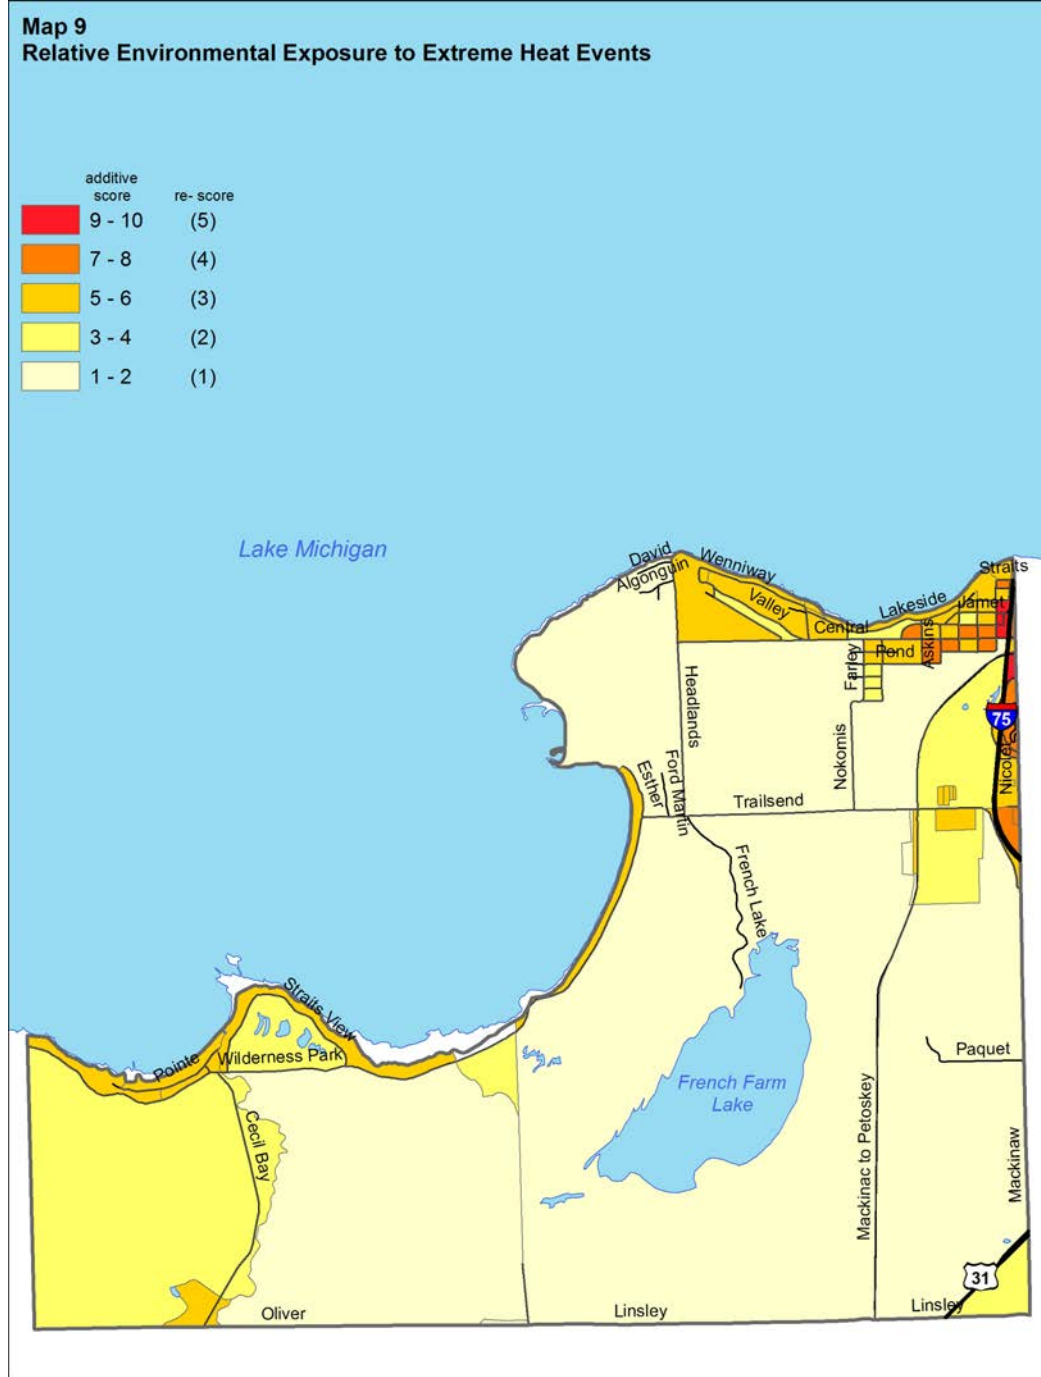 Map 9
Relative Environmental Exposure to Extreme Heat Events
additive
score
re- score
9 - 10 (5)
7 - 8 (4)
5 - 6 (3)
3 - 4 (2)
1 - 2 (1)
Lake Michigan
David
Algonguin
Wenniway
Valley
Central
Lakeside
Straits
Jamet
Askins
Pond
Farley
Headlands
Nokomis
75
Nicolet
Esther
Ford Martin
Trailsend
French Lake
Straits View
Pointe
Wilderness Park
Cecil Bay
French Farm
Lake
Paquet
Mackinac to Petoskey
Mackinaw
31
Oliver
Linsley
Linsley